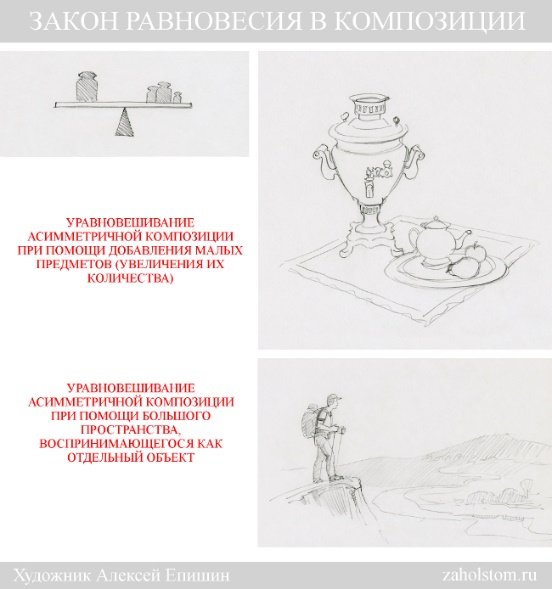 ЗАКОН РАВНОВЕСИЯ В КОМПОЗИЦИИ
УРАВНОВЕШИВАНИЕ
АСИММЕТРИЧНОЙ КОМПОЗИЦИИ
ПРИ ПОМОЩИ ДОБАВЛЕНИЯ МАЛЫХ
ПРЕДМЕТОВ (УВЕЛИЧЕНИЯ ИХ
КОЛИЧЕСТВА)
УРАВНОВЕШИВАНИЕ
АСИММЕТРИЧНОЙ КОМПОЗИЦИИ
ПРИ ПОМОЩИ БОЛЬШОГО
ПРОСТРАНСТВА,
ВОСПРИНИМАЮЩЕГОСЯ КАК
ОТДЕЛЬНЫЙ ОБЪЕКТ
Художник Алексей Епишин
zaholstom.ru